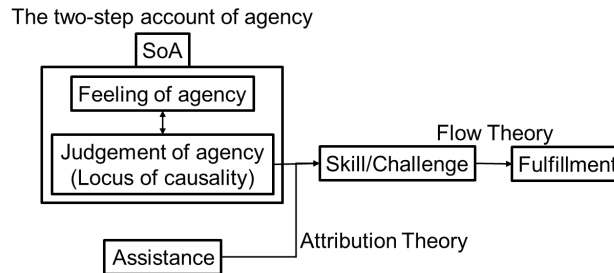 The two-step account of agency
SoA
Feeling of agency
Judgement of agency
(Locus of causality)
Flow Theory
Skill/Challenge
Fulfillment
Attribution Theory
Assistance